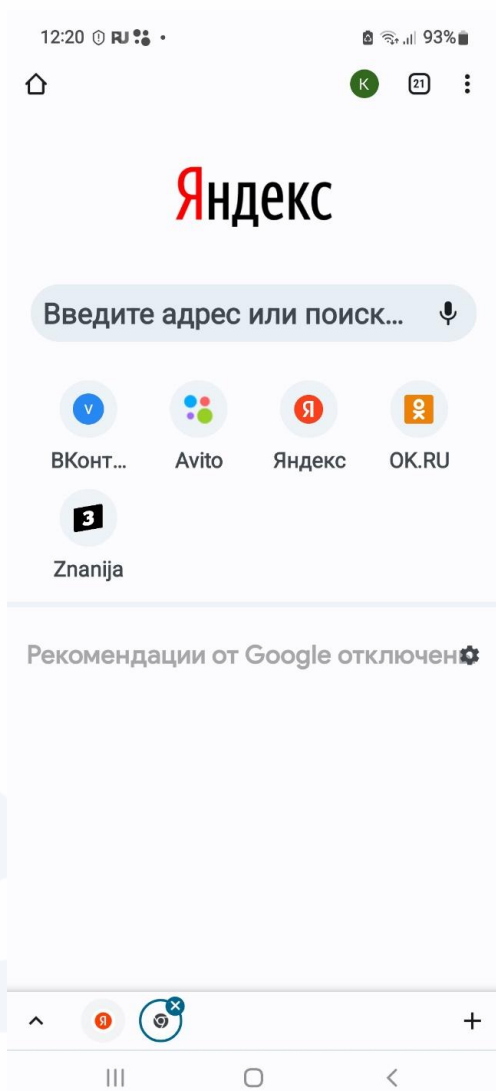 12:20
93%
K
21
Яндекс
Введите адрес или поиск...
V
Я
ВКонт...
Avito
Яндекс
OK.RU
3
Znanija
Рекомендации от Google отключен
Я